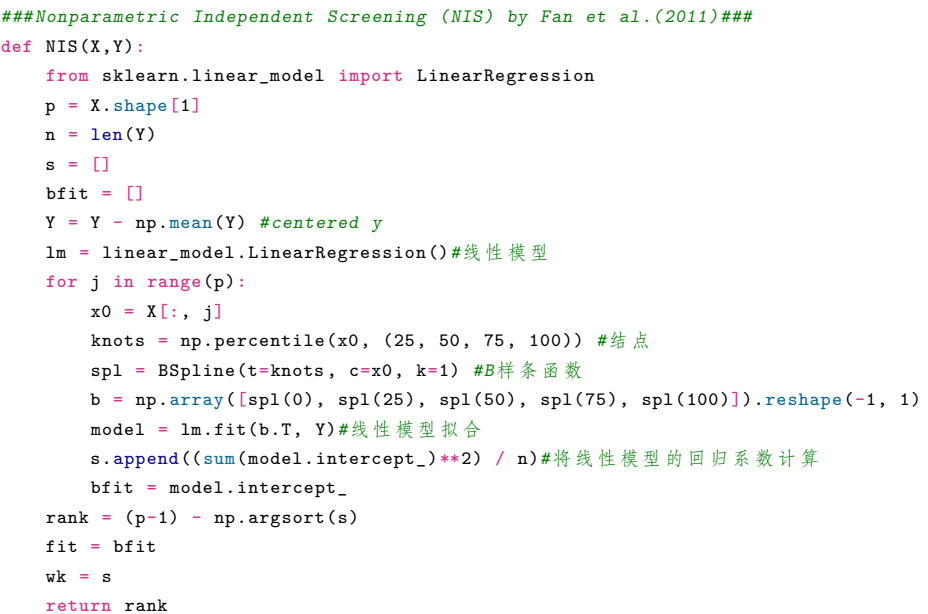 ###Nonparametric Independent Screening (NIS) by Fan et al.(2011)###
def NIS(X,Y):
    from sklearn.linear_model import LinearRegression
    p = X.shape[1]
    n = len(Y)
    s = []
    bfit = []
    Y = Y - np.mean(Y) #centered y
    lm = linear_model.LinearRegression()#线性模型
    for j in range(p):
        x0 = X[:, j]
        knots = np.percentile(x0, (25, 50, 75, 100)) #结点
        spl = BSpline(t=knots, c=x0, k=1) #B样条函数
        b = np.array([spl(0), spl(25), spl(50), spl(75), spl(100)]).reshape(-1, 1)
        model = lm.fit(b.T, Y)#线性模型拟合
        s.append((sum(model.intercept_)**2) / n)#将线性模型的回归系数计算
        bfit = model.intercept_
    rank = (p-1) - np.argsort(s)
    fit = bfit
    wk = s
    return rank